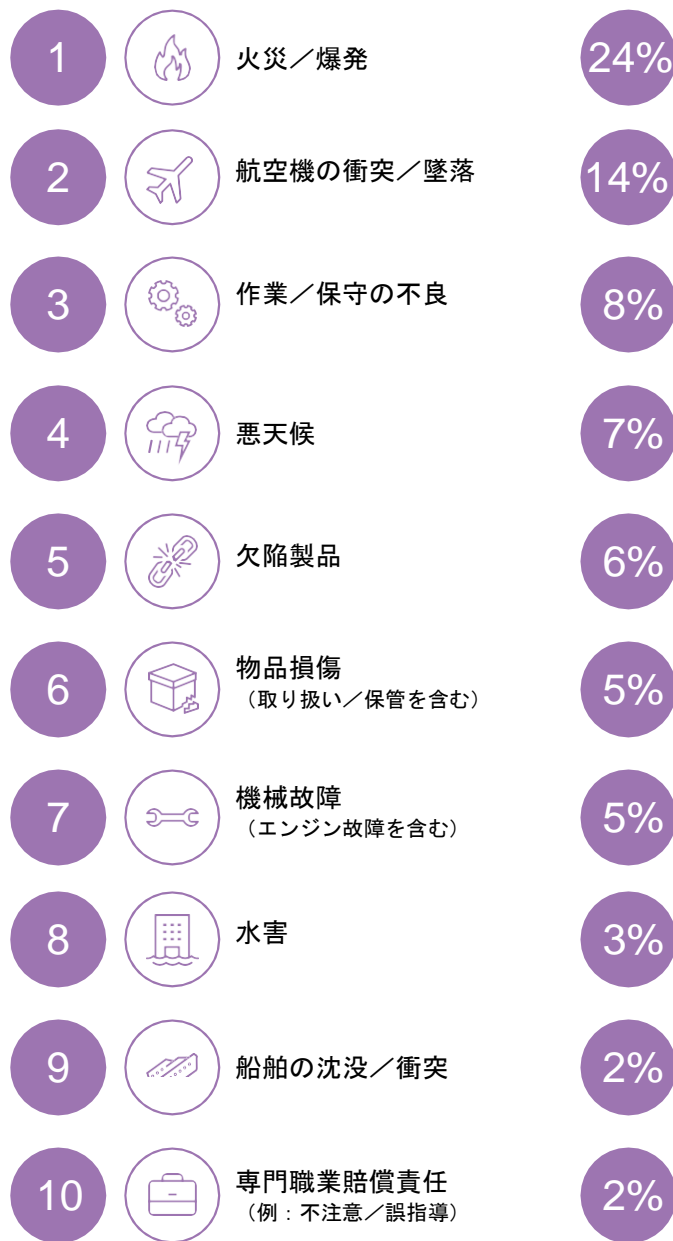 1 火災／爆発 24%
2 航空機の衝突／墜落 14%
3 作業／保守の不良 8%
4 悪天候 7%
5 欠陥製品 6%
6 物品損傷 5%
（取り扱い／保管を含む）
7 機械故障 5%
（エンジン故障を含む）
8 水害 3%
9 船舶の沈没／衝突 2%
10 専門職業賠償責任 2%
（例：不注意／誤指導）